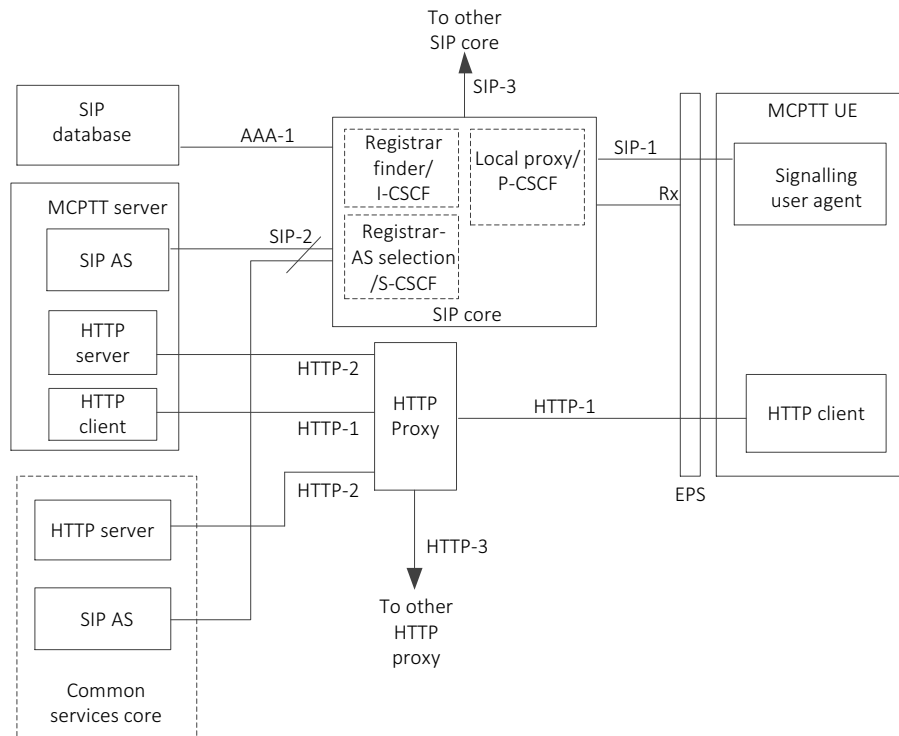 To other
SIP core
SIP-3
SIP
database
AAA-1
Registrar
finder/
I-CSCF
Local proxy/
P-CSCF
SIP-1
Rx
MCPTT UE
Signalling
user agent
MCPTT server
SIP AS
SIP-2
Registrar-
AS selection
/S-CSCF
SIP core
HTTP
server
HTTP-2
HTTP
client
HTTP-1
HTTP
Proxy
HTTP-1
HTTP client
EPS
HTTP-2
HTTP server
HTTP-3
SIP AS
To other
HTTP
proxy
Common
services core